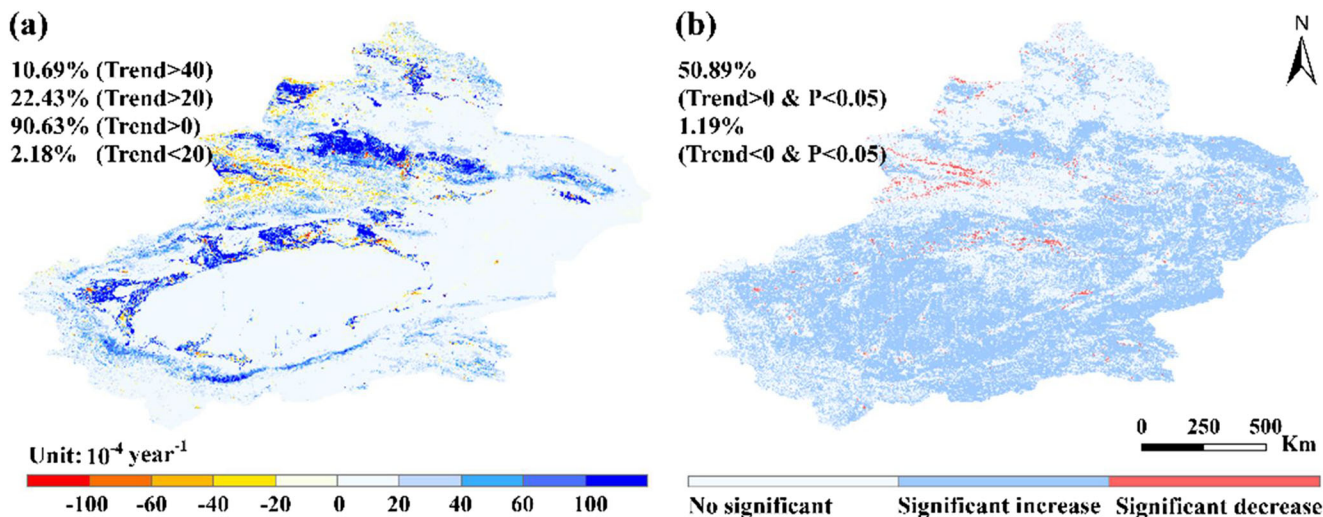 (a)
10.69% (Trend>40)
22.43% (Trend>20)
90.63% (Trend>0)
2.18% (Trend<20)
Unit: 10⁻⁴ year⁻¹
-100 -60 -40 -20 0 20 40 60 100
(b)
50.89%
(Trend>0 & P<0.05)
1.19%
(Trend<0 & P<0.05)
N
0 250 500
Km
No significant Significant increase Significant decrease